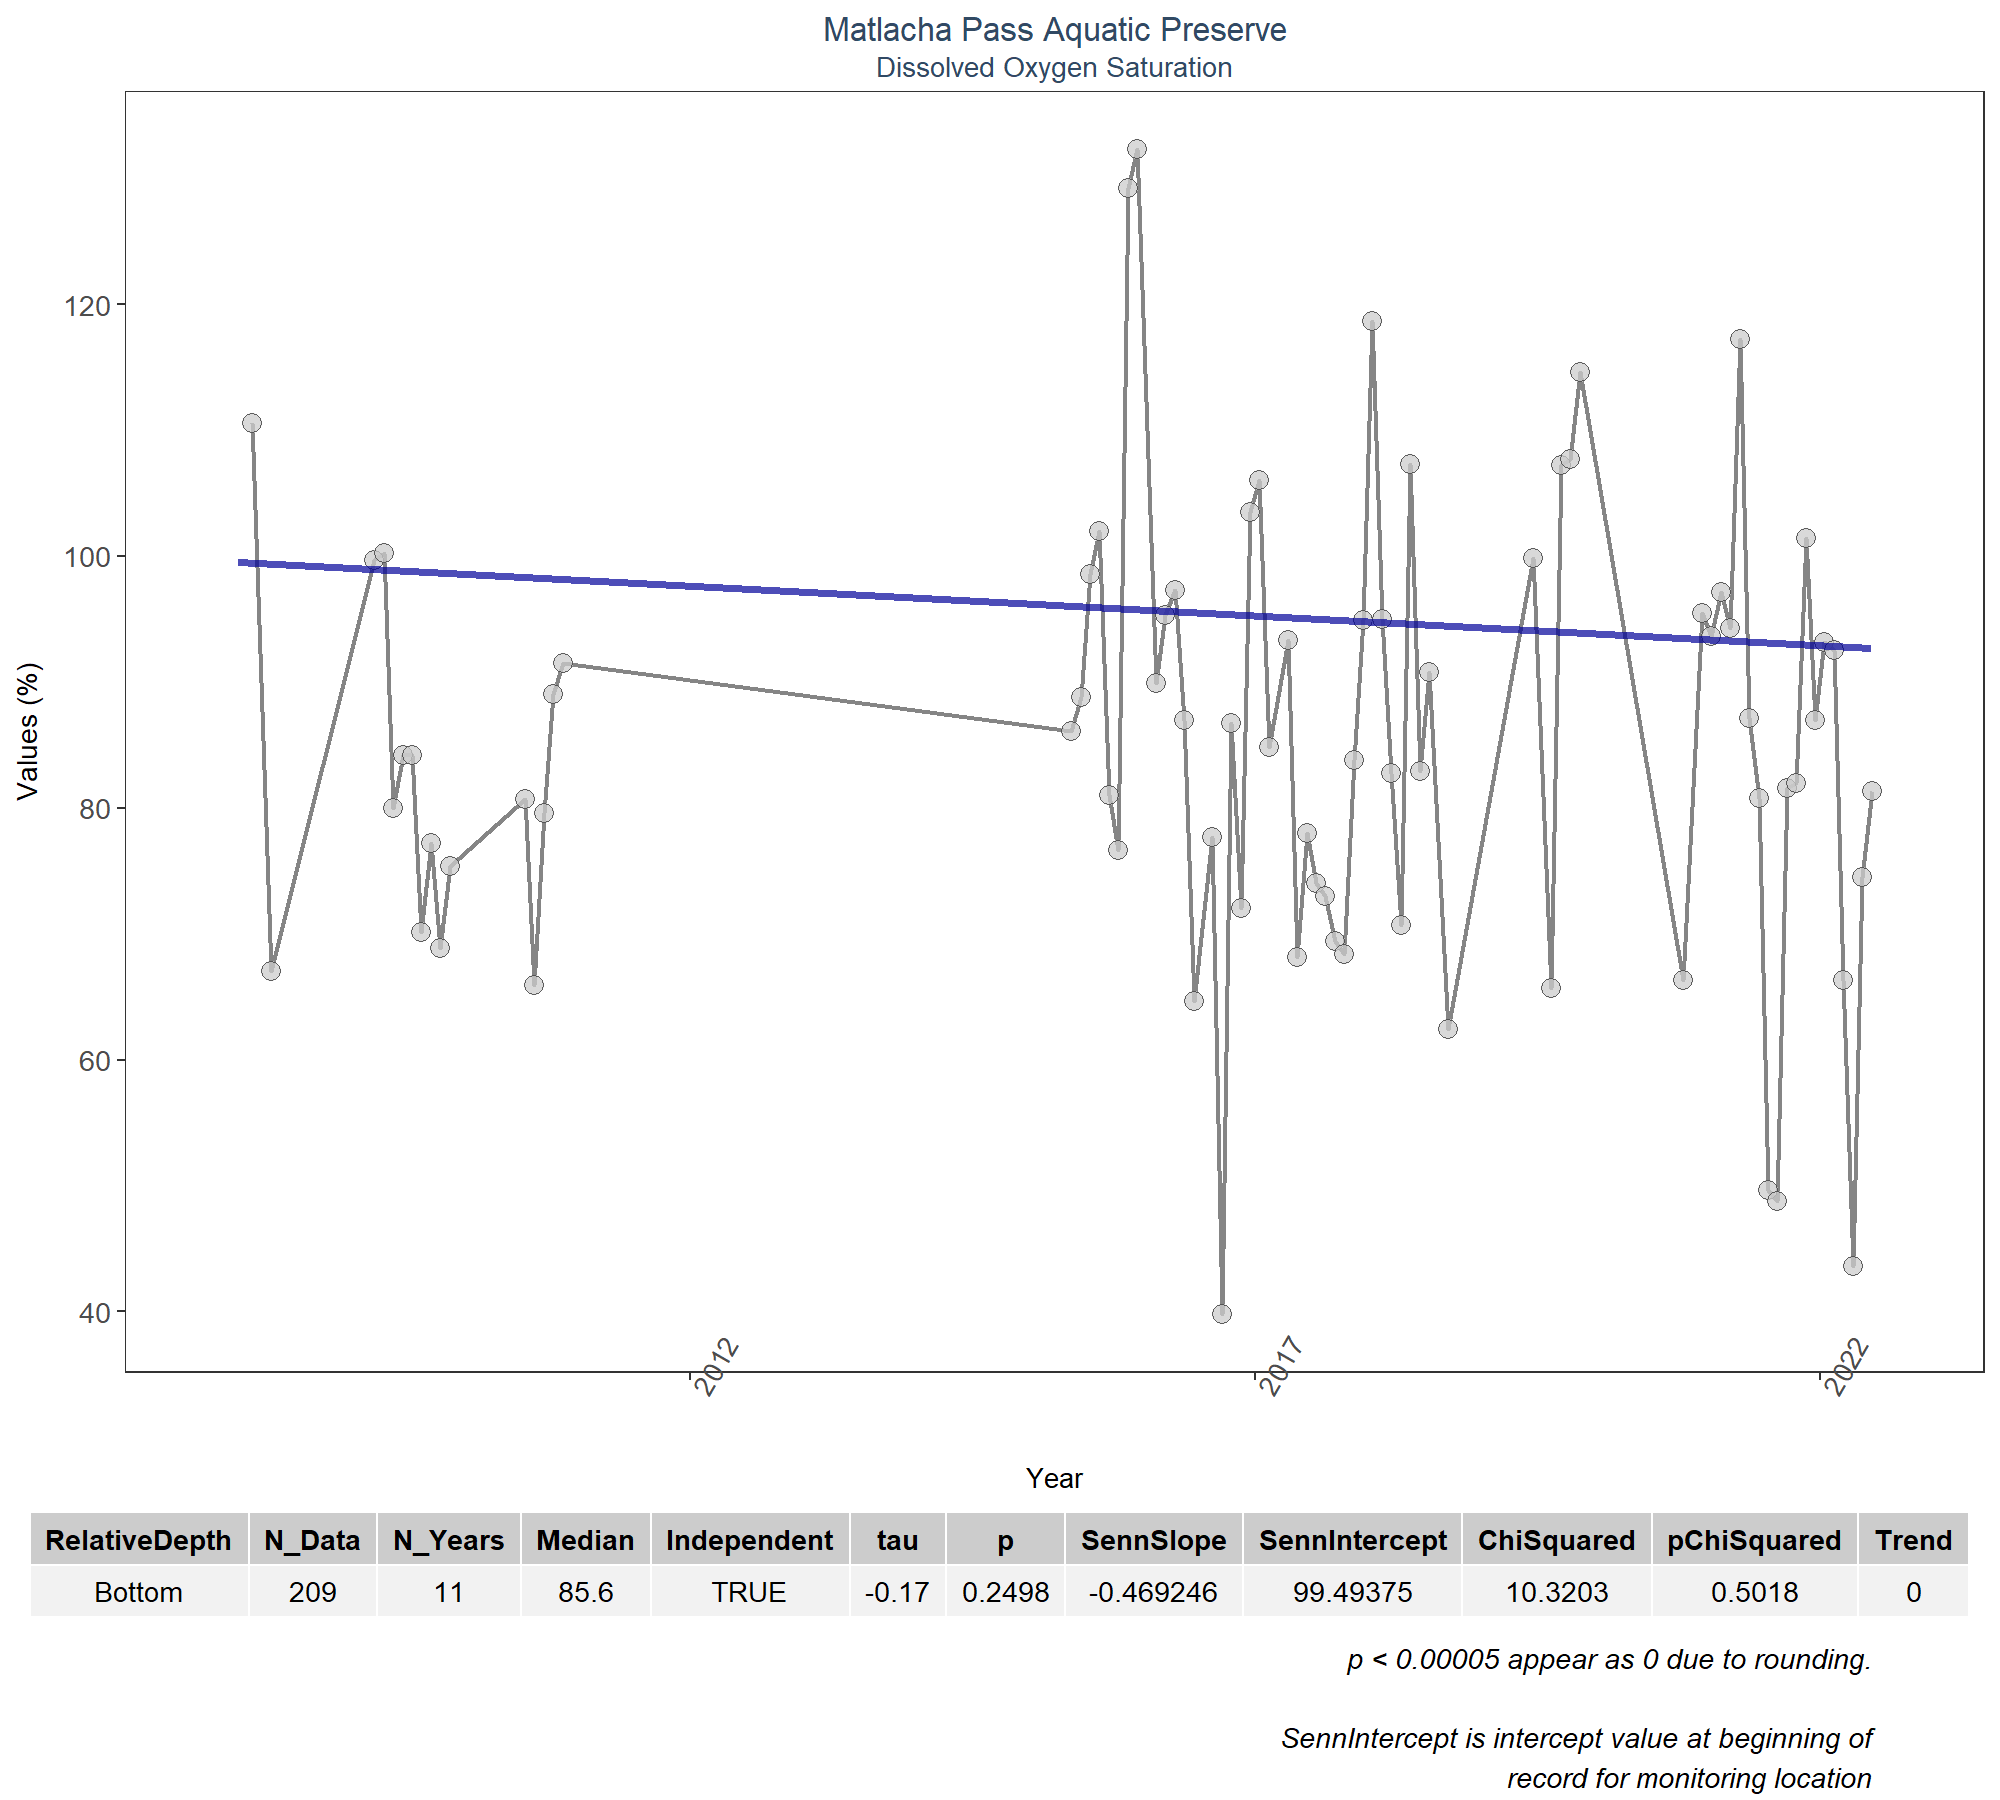 Matlacha Pass Aquatic Preserve
Dissolved Oxygen Saturation
Values (%)
120
100
80
60
40
2012
2017
2022
Year
RelativeDepth N_Data N_Years Median Independent tau p SennSlope SennIntercept ChiSquared pChiSquared Trend
Bottom 209 11 85.6 TRUE -0.17 0.2498 -0.469246 99.49375 10.3203 0.5018 0
p < 0.00005 appear as 0 due to rounding.
SennIntercept is intercept value at beginning of
record for monitoring location